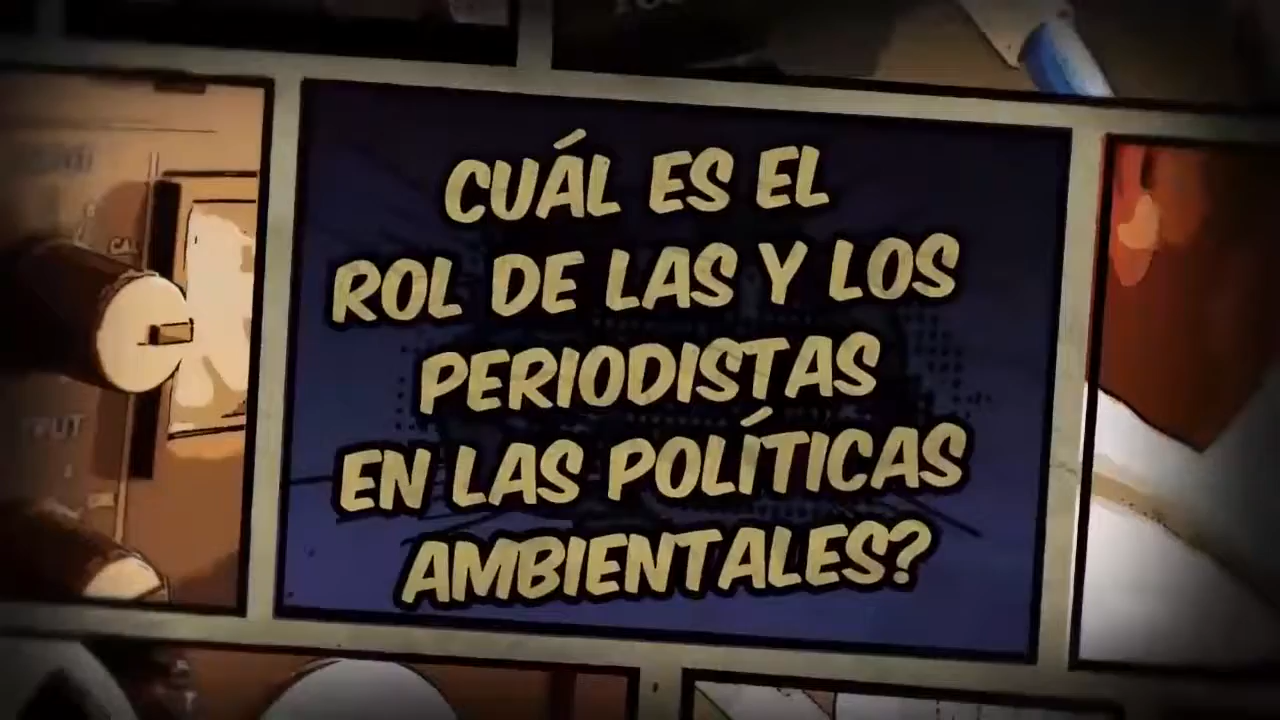 CUÁL ES EL
ROL DE LAS Y LOS
PERIODISTAS
EN LAS POLÍTICAS
AMBIENTALES?